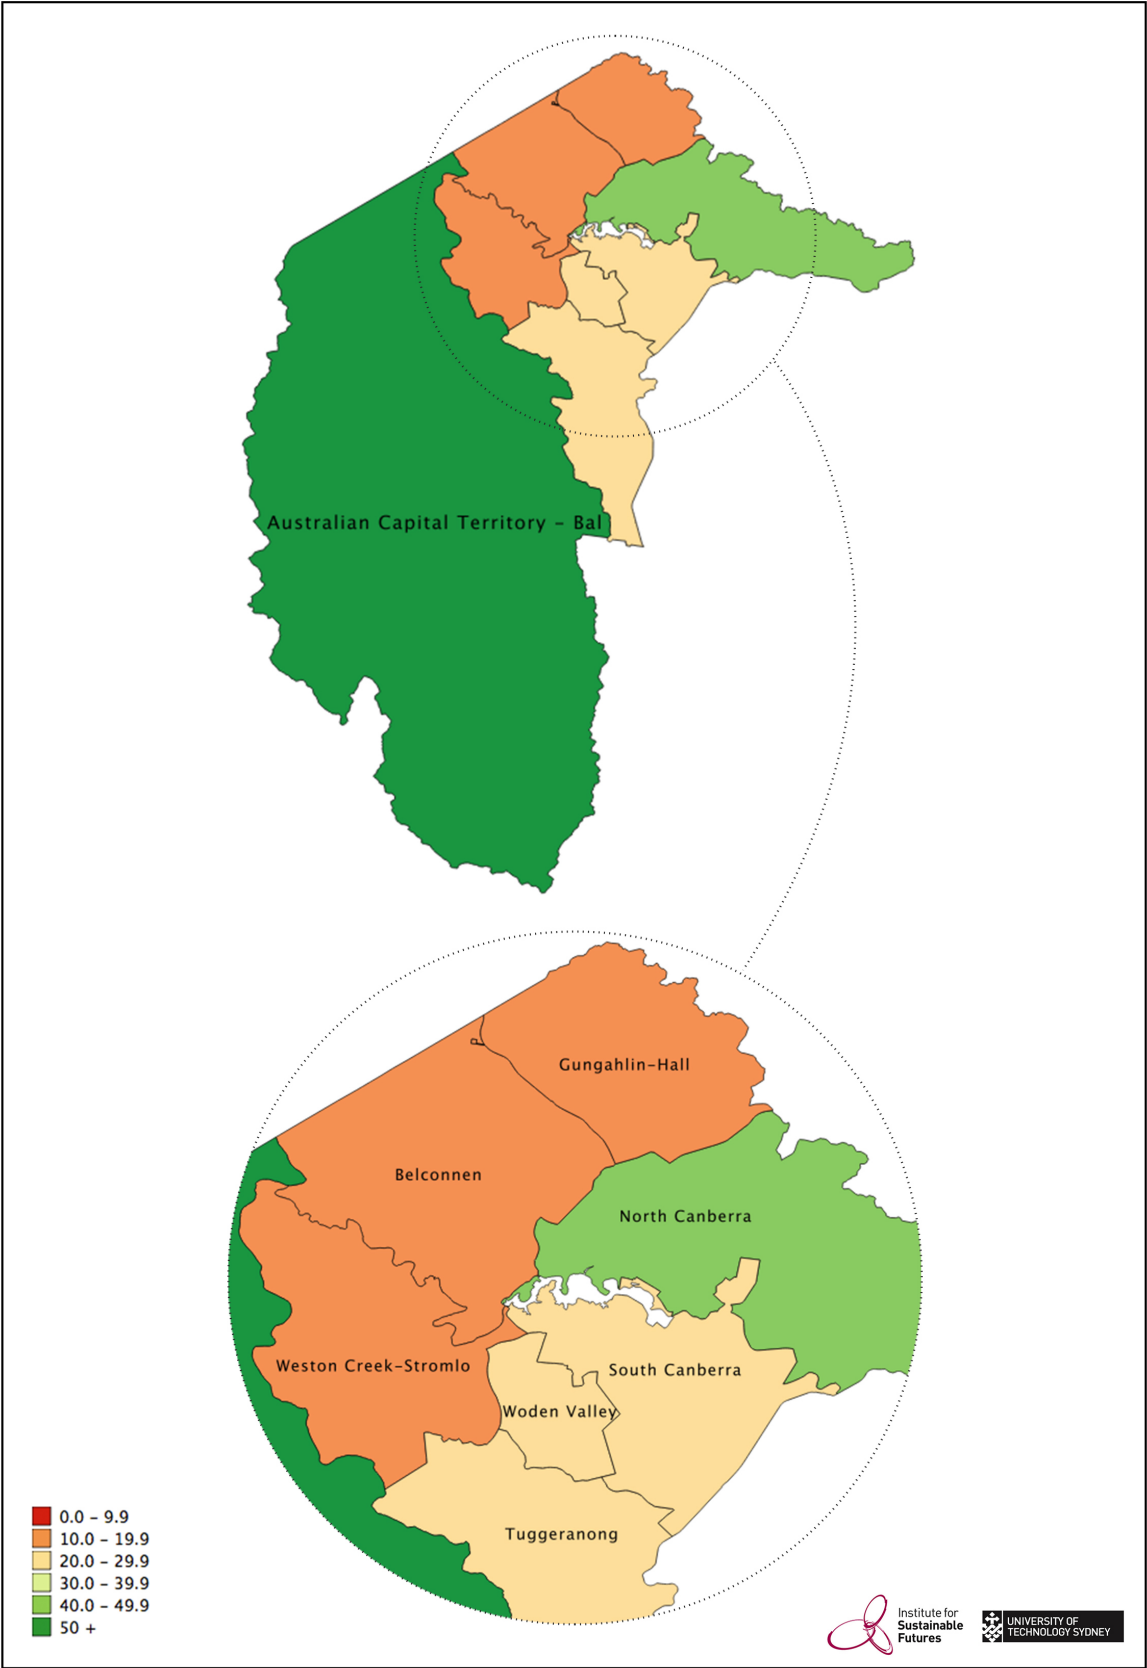 Australian Capital Territory – Bal
Gungahlin–Hall
Belconnen
North Canberra
Weston Creek–Stromlo
South Canberra
Woden Valley
Tuggeranong
0.0 – 9.9
10.0 – 19.9
20.0 – 29.9
30.0 – 39.9
40.0 – 49.9
50 +
Institute for
Sustainable
Futures
UNIVERSITY OF
TECHNOLOGY SYDNEY